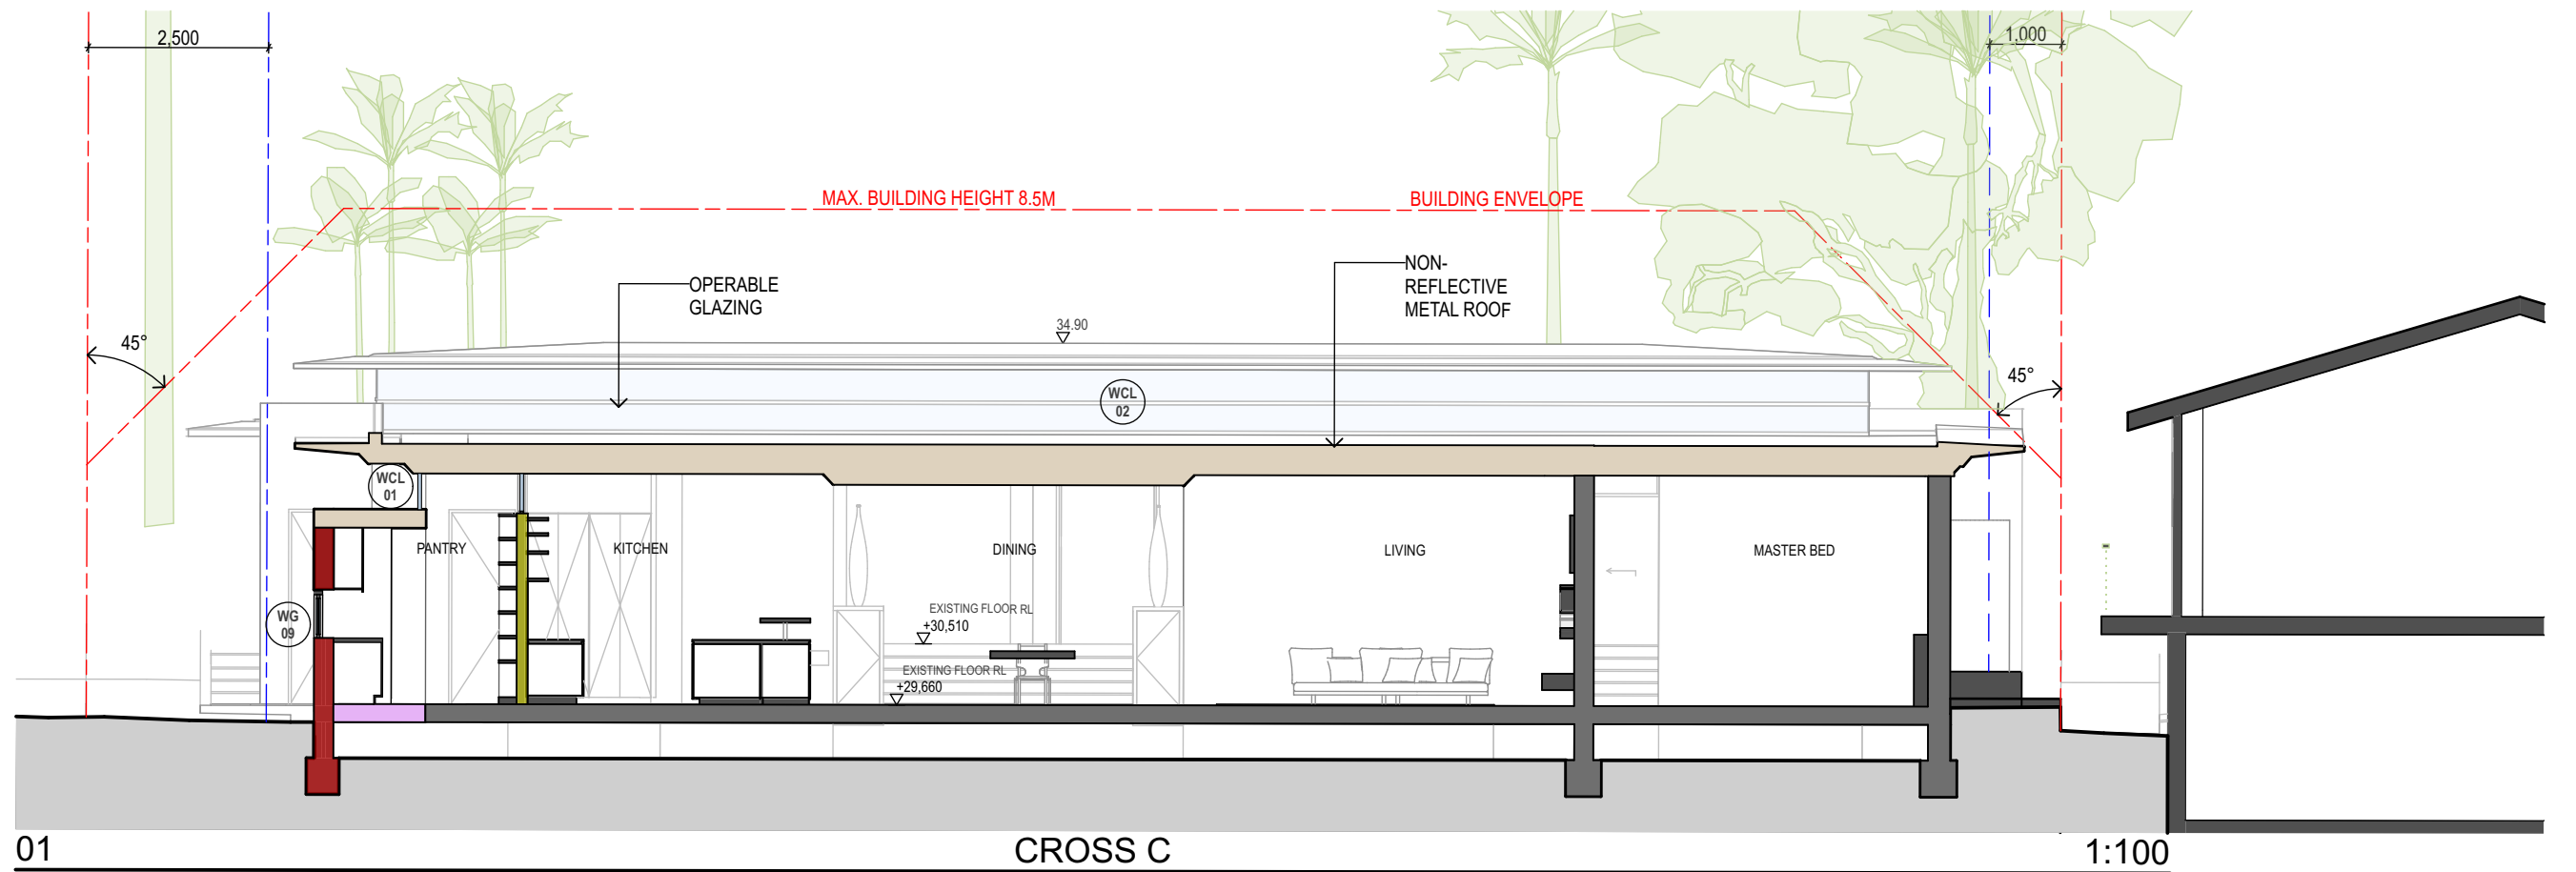 2,500
1,000
MAX. BUILDING HEIGHT 8.5M
BUILDING ENVELOPE
OPERABLE
GLAZING
NON-
REFLECTIVE
METAL ROOF
34.90
45°
45°
WCL
02
WCL
01
PANTRY
KITCHEN
DINING
LIVING
MASTER BED
WG
09
EXISTING FLOOR RL
+30,510
EXISTING FLOOR RL
+29,660
01
CROSS C
1:100